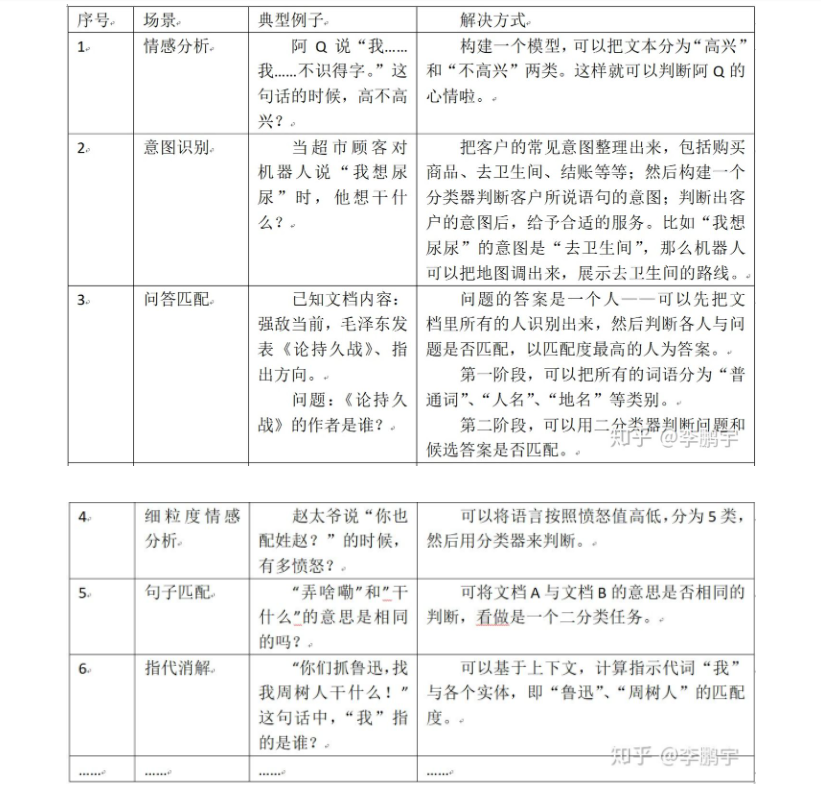 序号 场景 典型例子 解决方式
1 情感分析 阿 Q 说“我…… 构建一个模型，可以把文本分为“高兴”
我……不识得字。”这 和“不高兴”两类。这样就可以判断阿 Q 的
句话的时候，高不高 心情啦。
兴？
2 意图识别 当超市顾客对 把客户的常见意图整理出来，包括购买
机器人说“我想尿 商品、去卫生间、结账等等；然后构建一个
尿”时，他想干什 分类器判断客户所说语句的意图；判断出客
么？ 户的意图后，给予合适的服务。比如“我想
尿尿”的意图是“去卫生间”，那么机器人
可以把地图调出来，展示去卫生间的路线。
3 问答匹配 已知文档内容： 问题的答案是一个人——可以先把文
强敌当前，毛泽东发 档里所有的人识别出来，然后判断各人与问
表《论持久战》、指 题是否匹配，以匹配度最高的人为答案。
出方向。 第一阶段，可以把所有的词语分为“普
问题：《论持久 通词”、“人名”、“地名”等类别。
战》的作者是谁？ 第二阶段，可以用二分类器判断问题和
候选答案是否匹配。
知乎 @李鹏宇
4 细粒度情感 赵太爷说“你也 可以将语言按照愤怒值高低，分为 5 类，
分析 配姓赵？”的时候， 然后用分类器来判断。
有多愤怒？
5 句子匹配 “弄啥嘞”和“干 可将文档 A 与文档 B 的意思是否相同的
什么”的意思是相同 判断，看做是一个二分类任务。
的吗？
6 指代消解 “你们抓鲁迅，找 可以基于上下文，计算指示代词“我”
我周树人干什么！” 与各个实体，即“鲁迅”、“周树人”的匹配
这句话中，“我”指 度。
的是谁？
知乎 @李鹏宇
…… …… …… ……